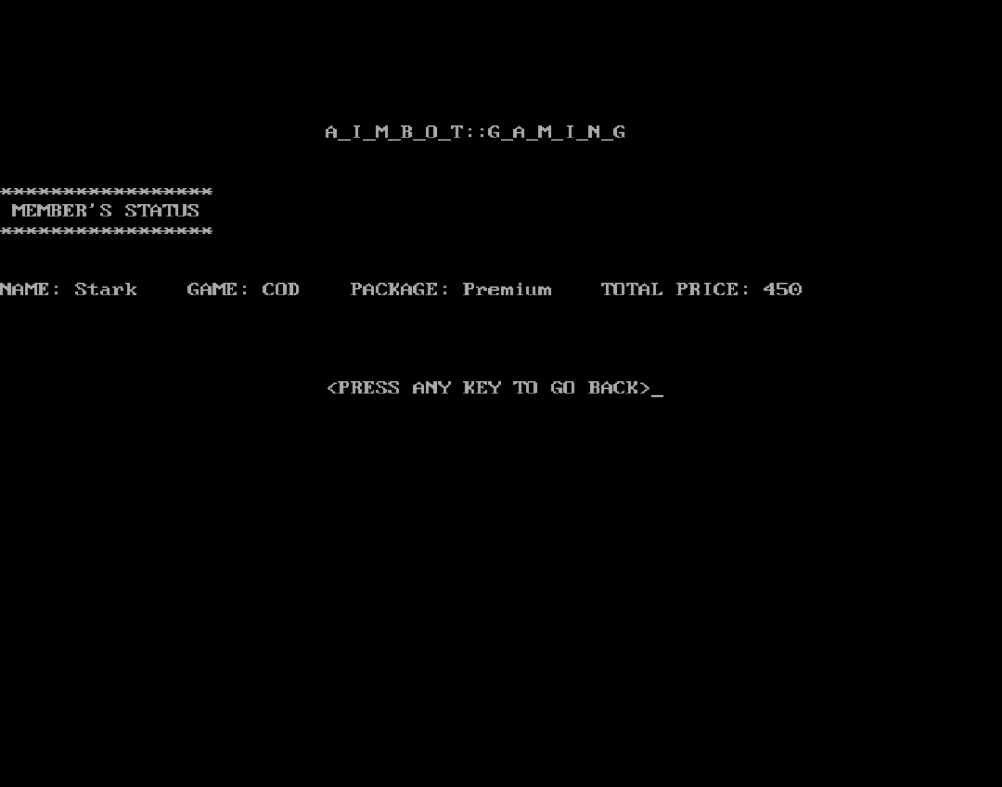 A_I_M_B_O_T::G_A_M_I_N_G
*****************
MEMBER'S STATUS
*****************
NAME: Stark    GAME: COD    PACKAGE: Premium    TOTAL PRICE: 450
<PRESS ANY KEY TO GO BACK>_